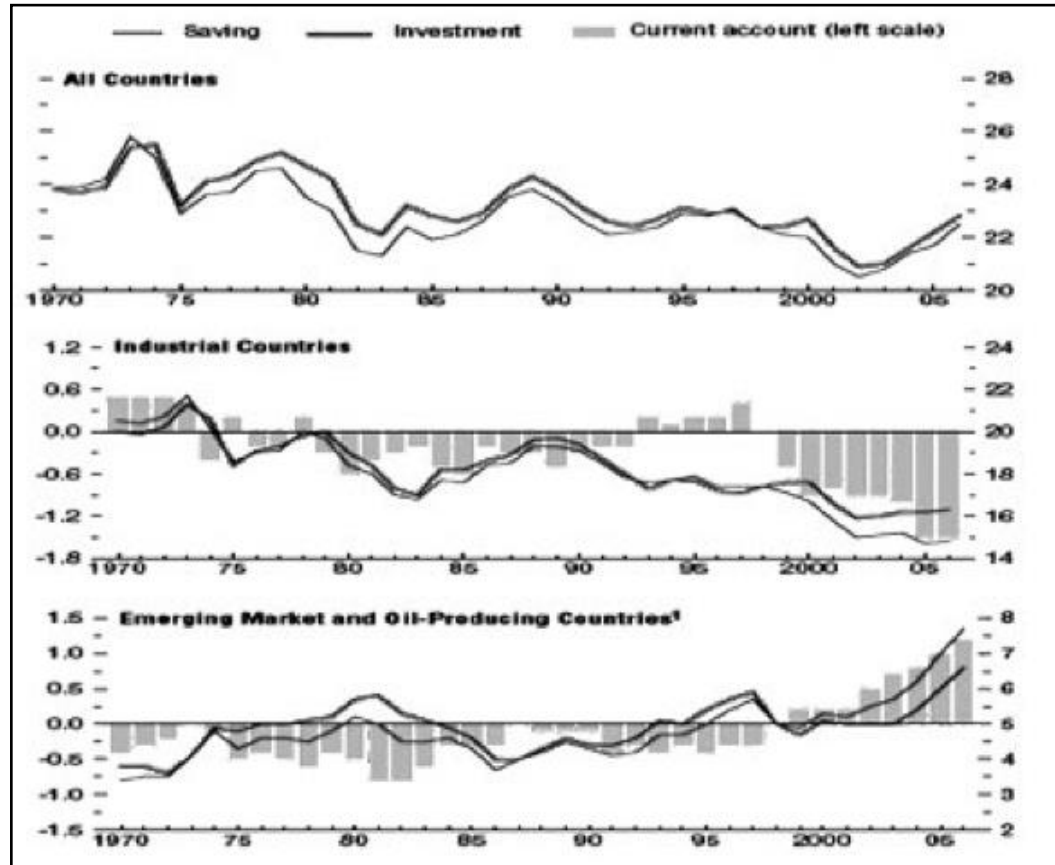 Saving Investment Current account (left scale)
All Countries
28
26
24
22
20
1970 75 80 85 90 95 2000 05
Industrial Countries
1.2 24
0.6 22
0.0 20
-0.6 18
-1.2 16
-1.8 14
1970 75 80 85 90 95 2000 05
Emerging Market and Oil-Producing Countries¹
1.5 8
1.0 7
0.5 6
0.0 5
-0.5 4
-1.0 3
-1.5 2
1970 75 80 85 90 95 2000 05